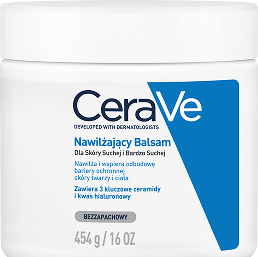 CeraVe
DEVELOPED WITH DERMATOLOGISTS
Nawilżający Balsam
Dla Skóry Suchej i Bardzo Suchej
Nawilża i wspiera odbudowę
bariery ochronnej
skóry twarzy i ciała
Zawiera 3 kluczowe ceramidy
i kwas hialuronowy
BEZZAPACHOWY
454 g / 16 OZ